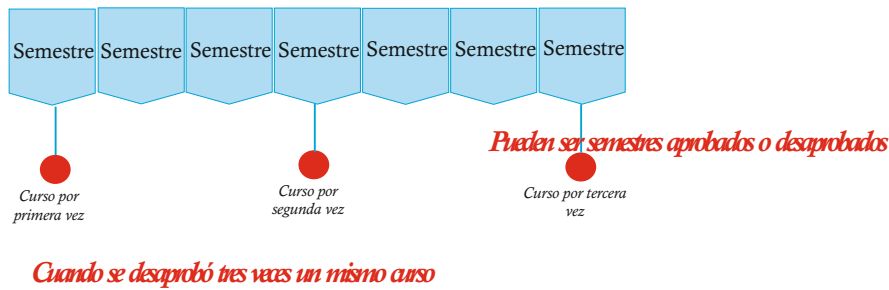 Semestre Semestre Semestre Semestre Semestre Semestre Semestre
Pueden ser semestres aprobados o desaprobados
Curso por
primera vez
Curso por
segunda vez
Curso por tercera
vez
Cuando se desaprobó tres veces un mismo curso